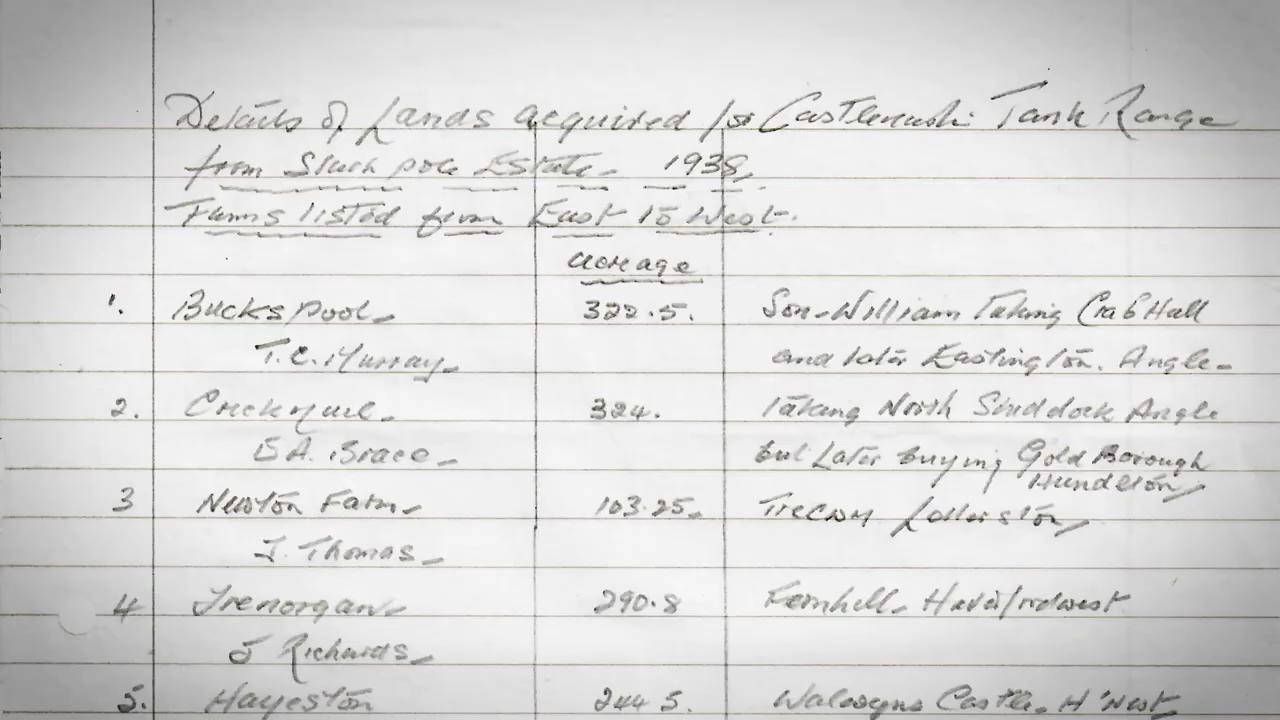 Details of Lands acquired for Castlemartin Tank Range
from Stackpole Estate - 1938.
Farms listed from East to West.
acreage
1. Buckspool - 322.5. Son - William Taking Crab Hall
T.C. Murray - and later Eastington. Angle -
2. 324. Taking North Studdock Angle
E A. Brace - but Later buying Gold Borough
Hundleton
3 Newton Farm - 103.25 - Trecwn
J. Thomas -
4 Trenorgan - 290.8 Fernhill - Haverfordwest
J Richards -
5. Hayeston 244 5. Walwyns Castle - H'West